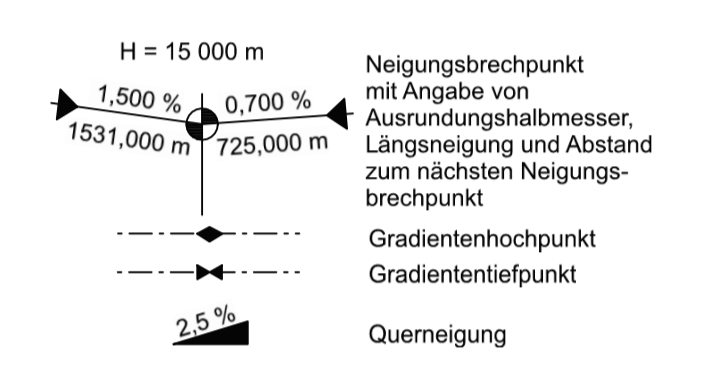 H = 15 000 m
1,500 %
0,700 %
1531,000 m
725,000 m
Neigungsbrechpunkt
mit Angabe von
Ausrundungshalbmesser,
Längsneigung und Abstand
zum nächsten Neigungs-
brechpunkt
Gradientenhochpunkt
Gradiententiefpunkt
2,5 %
Querneigung